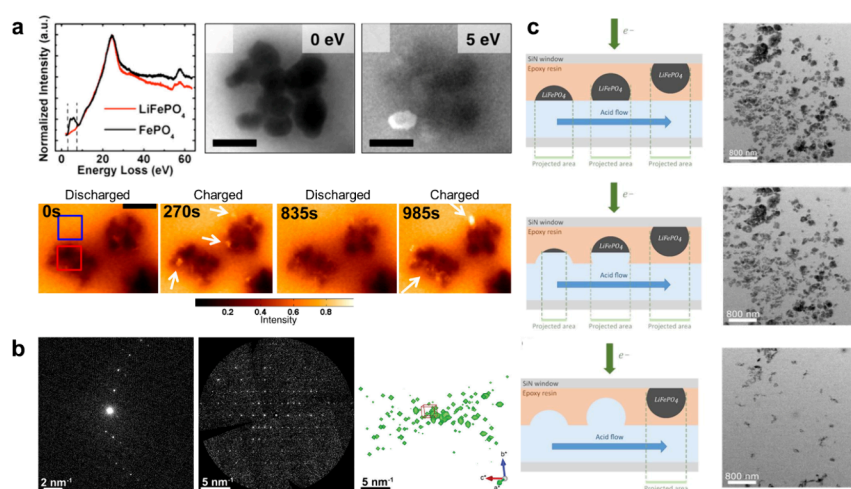 a
Normalized Intensity (a.u.)
LiFePO4
FePO4
0 20 40 60
Energy Loss (eV)
0 eV
5 eV
Discharged
Charged
Discharged
Charged
0s
270s
835s
985s
0.2 0.4 0.6 0.8
Intensity
b
2 nm-1
5 nm-1
5 nm-1
b*
c*
a*
c
e−
SiN window
Epoxy resin
LiFePO4
LiFePO4
LiFePO4
Acid flow
Projected area
Projected area
Projected area
800 nm
e−
SiN window
Epoxy resin
LiFePO4
LiFePO4
Acid flow
Projected area
Projected area
Projected area
800 nm
e−
SiN window
Epoxy resin
LiFePO4
Acid flow
Projected area
800 nm